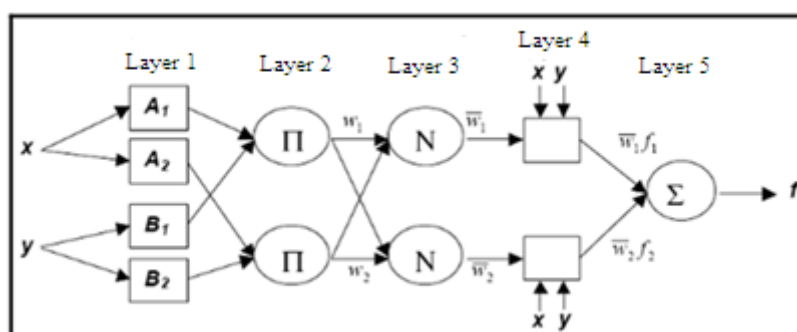 Layer 1
Layer 2
Layer 3
Layer 4
Layer 5
x y
A₁
A₂
B₁
B₂
x
y
Π
Π
w₁
w₂
N
N
w̅₁
w̅₂
w̅₁f₁
w̅₂f₂
Σ
f
x y